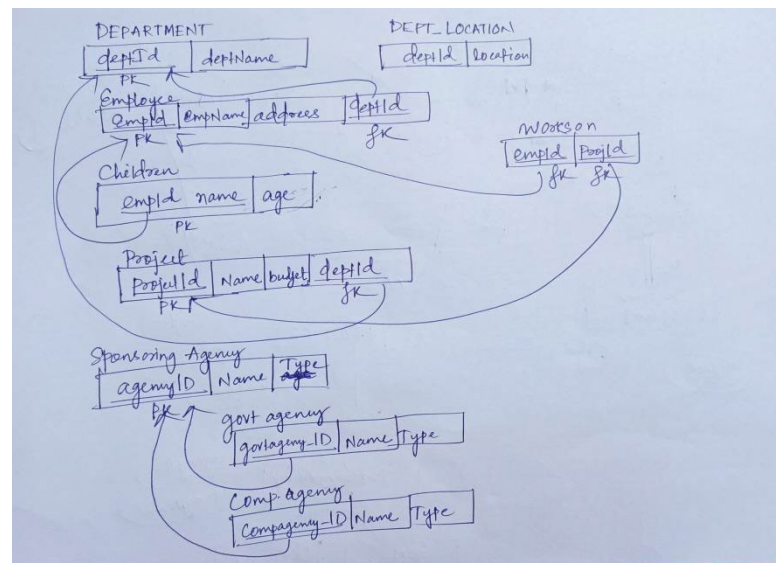 DEPARTMENT
deptId deptName
PK
DEPT_LOCATION
deptId location
Employee
empId empName address deptId
PK fk
Workson
empId ProjId
fk fk
Children
empId name age
PK
Project
ProjectId Name budget deptId
PK fk
Sponsoring Agency
agencyID Name Type
PK
govt agency
govtagency_ID Name Type
Comp. agency
Compagency_ID Name Type